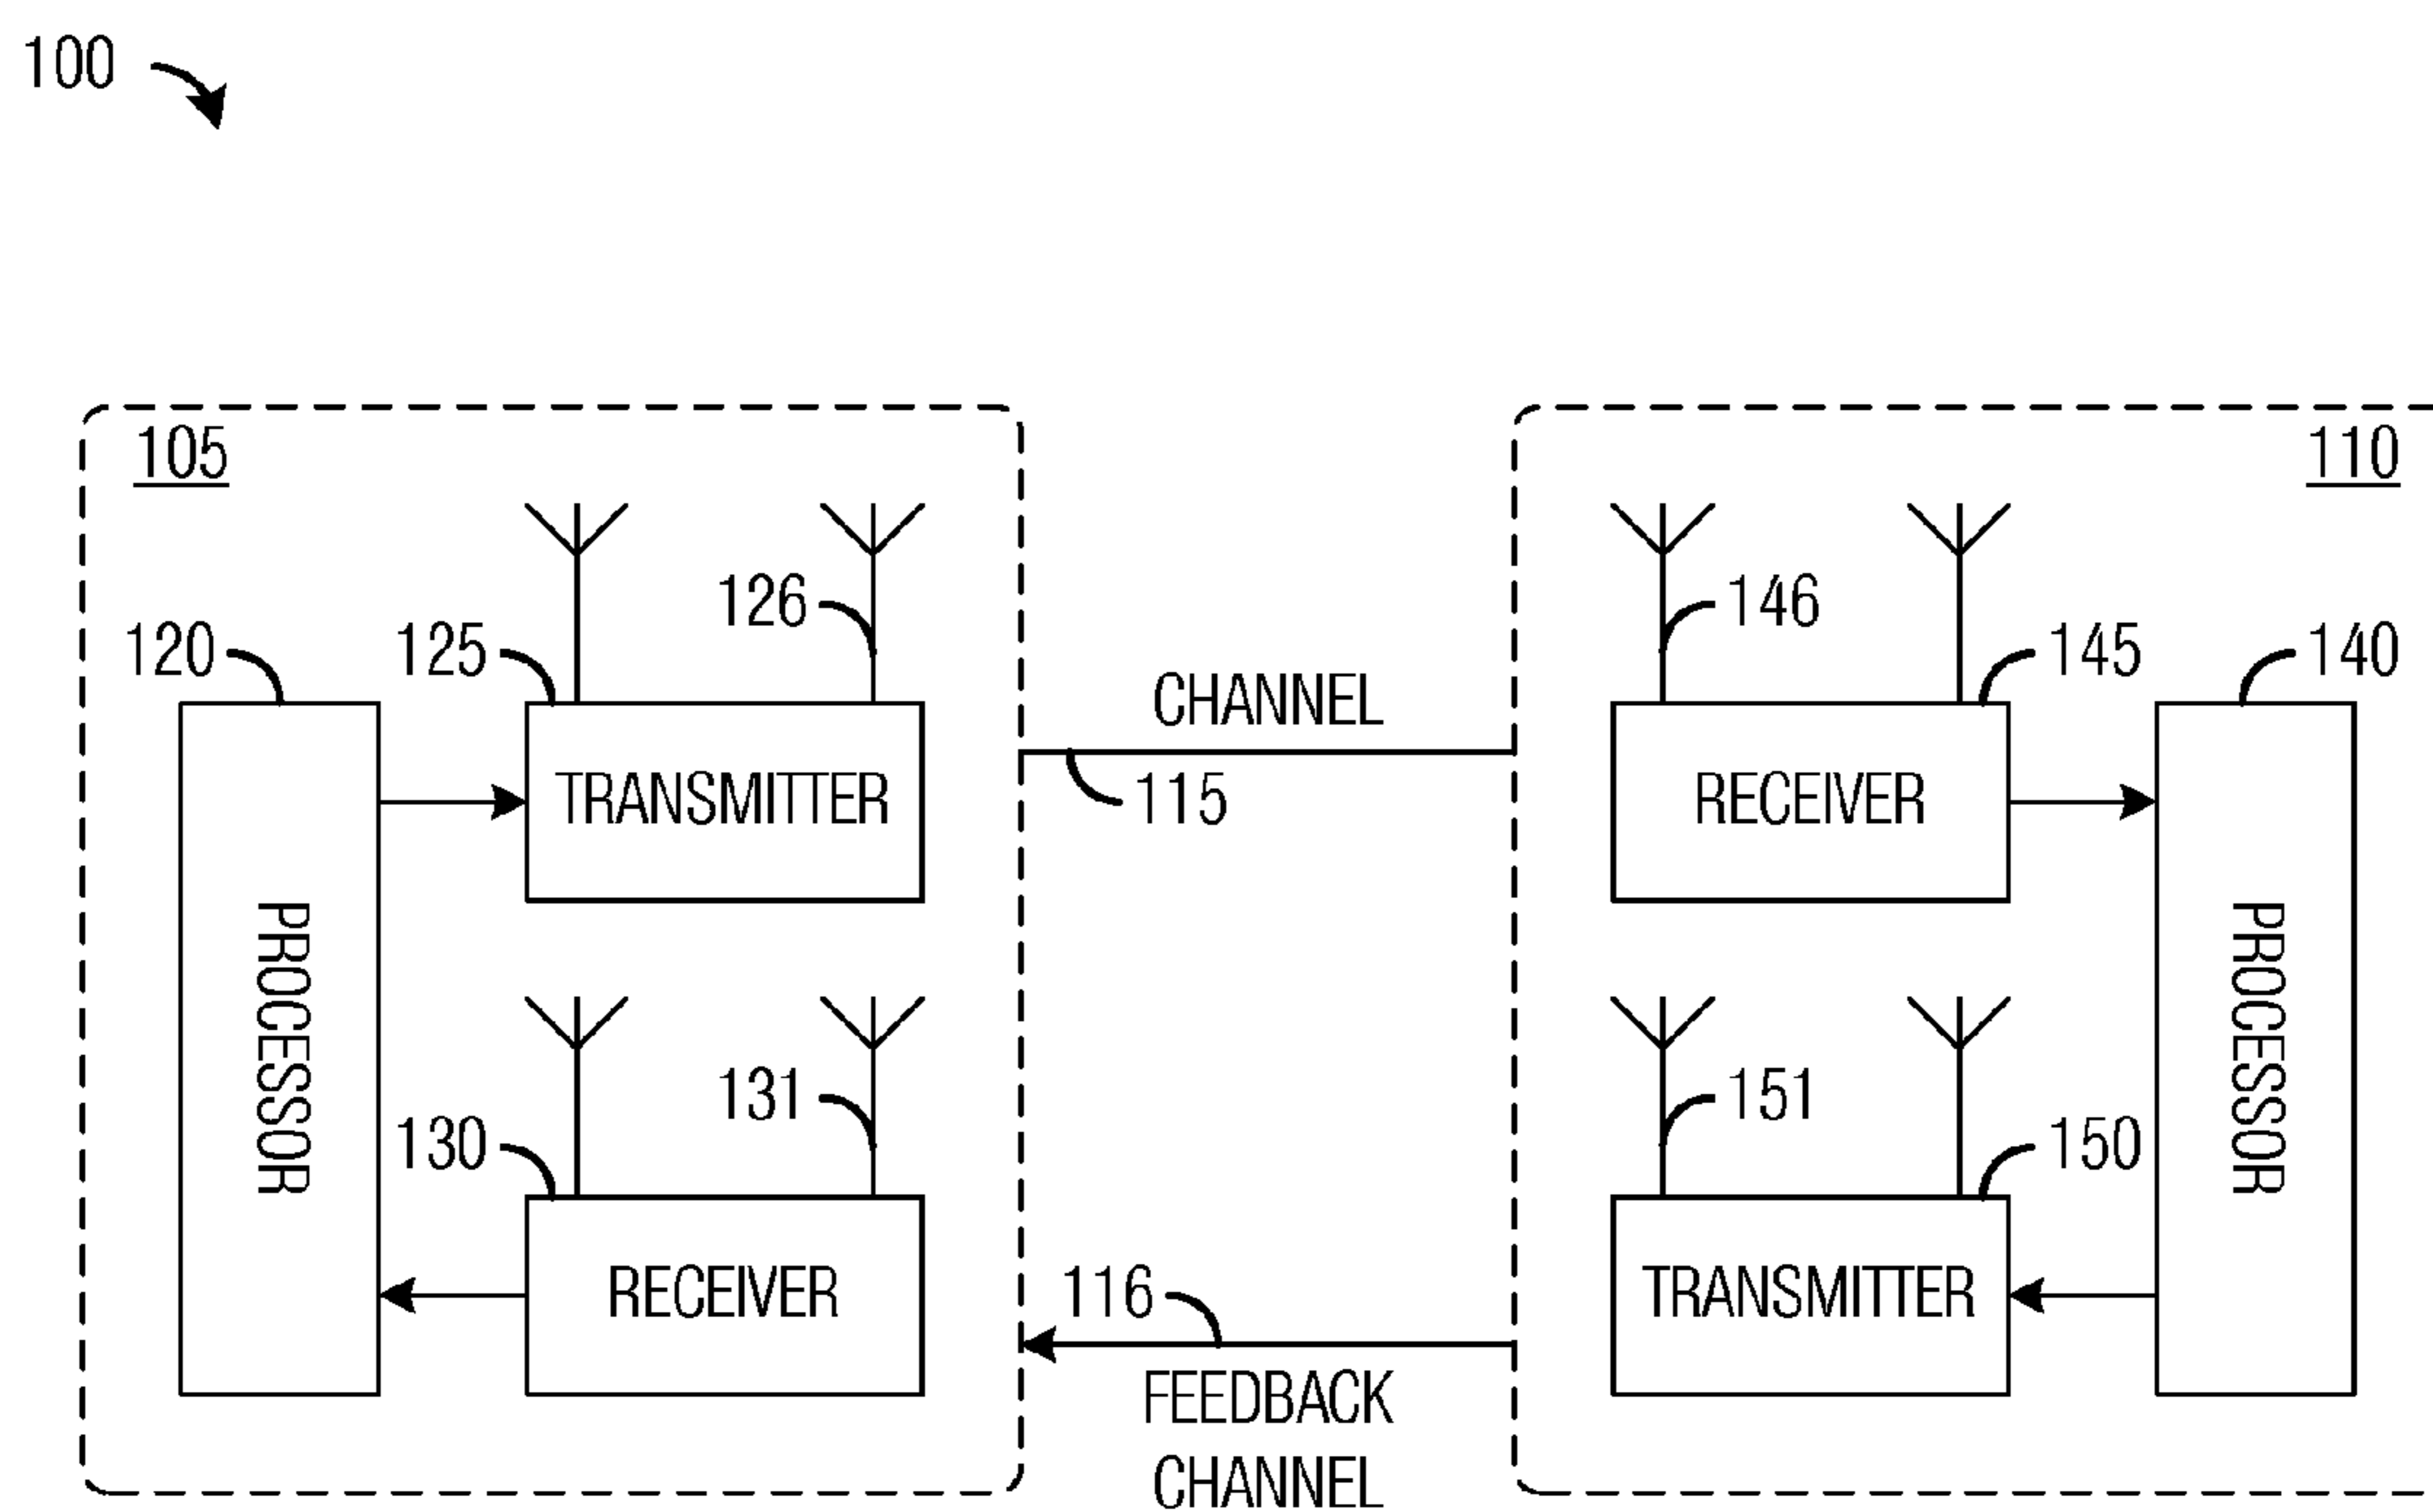 100
105
110
126
146
120
125
145
140
CHANNEL
TRANSMITTER
115
RECEIVER
PROCESSOR
PROCESSOR
131
151
130
150
RECEIVER
116
TRANSMITTER
FEEDBACK
CHANNEL